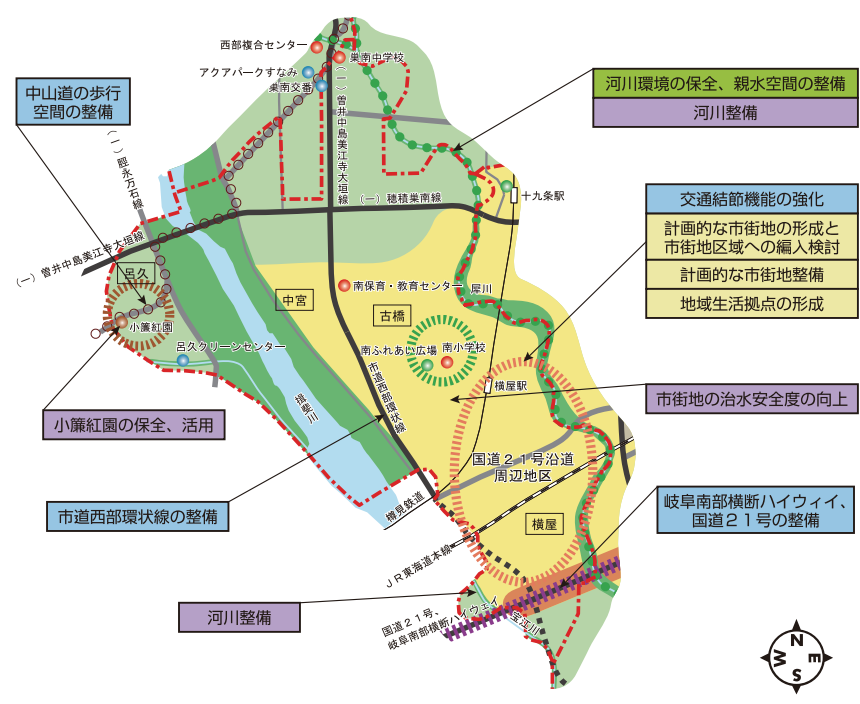 西部複合センター
アクアパークすなみ
巣南交番
巣南中学校
中山道の歩行
空間の整備
河川環境の保全、親水空間の整備
河川整備
(一)曽井中島美江寺大垣線
(一)脛永万石線
(一)穂積巣南線
十九条駅
交通結節機能の強化
計画的な市街地の形成と
市街地区域への編入検討
計画的な市街地整備
地域生活拠点の形成
(一)曽井中島美江寺大垣線
呂久
中宮
南保育・教育センター
犀川
古橋
小簾紅園
呂久クリーンセンター
南ふれあい広場
南小学校
市道西部環状線
横屋駅
揖斐川
市街地の治水安全度の向上
小簾紅園の保全、活用
国道21号沿道
周辺地区
市道西部環状線の整備
樽見鉄道
横屋
岐阜南部横断ハイウィイ、
国道21号の整備
JR東海道本線
河川整備
国道21号、
岐阜南部横断ハイウェイ
宝江川
N
E
S
W